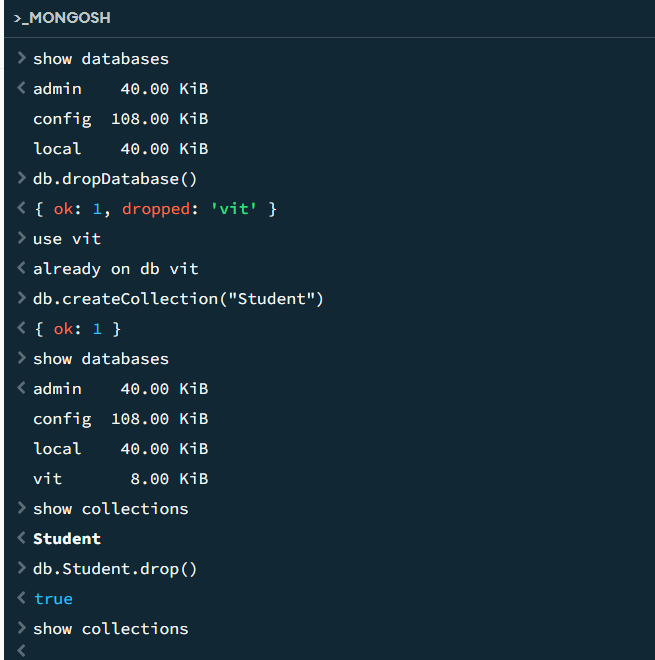 >_MONGOSH
> show databases
< admin    40.00 KiB
  config  108.00 KiB
  local    40.00 KiB
> db.dropDatabase()
< { ok: 1, dropped: 'vit' }
> use vit
< already on db vit
> db.createCollection("Student")
< { ok: 1 }
> show databases
< admin    40.00 KiB
  config  108.00 KiB
  local    40.00 KiB
  vit       8.00 KiB
> show collections
< Student
> db.Student.drop()
< true
> show collections
<